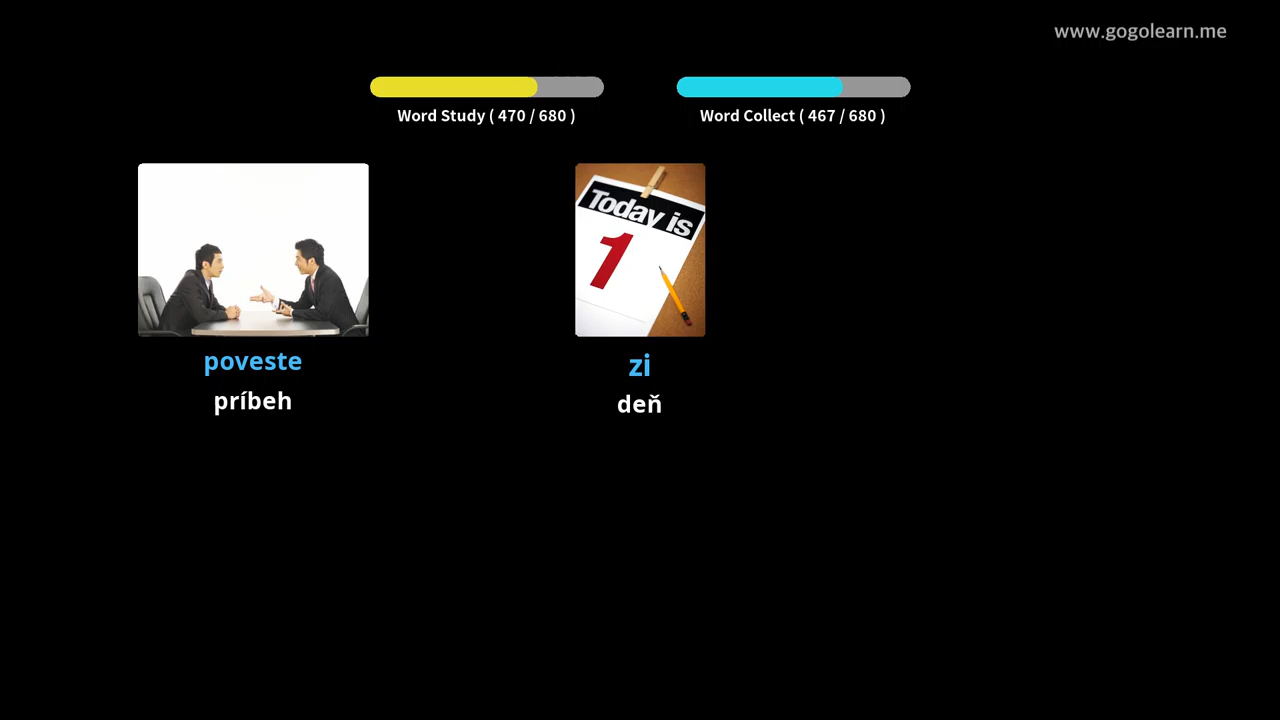 www.gogolearn.me
Word Study ( 470 / 680 )
Word Collect ( 467 / 680 )
Today is
1
poveste
zi
príbeh
deň